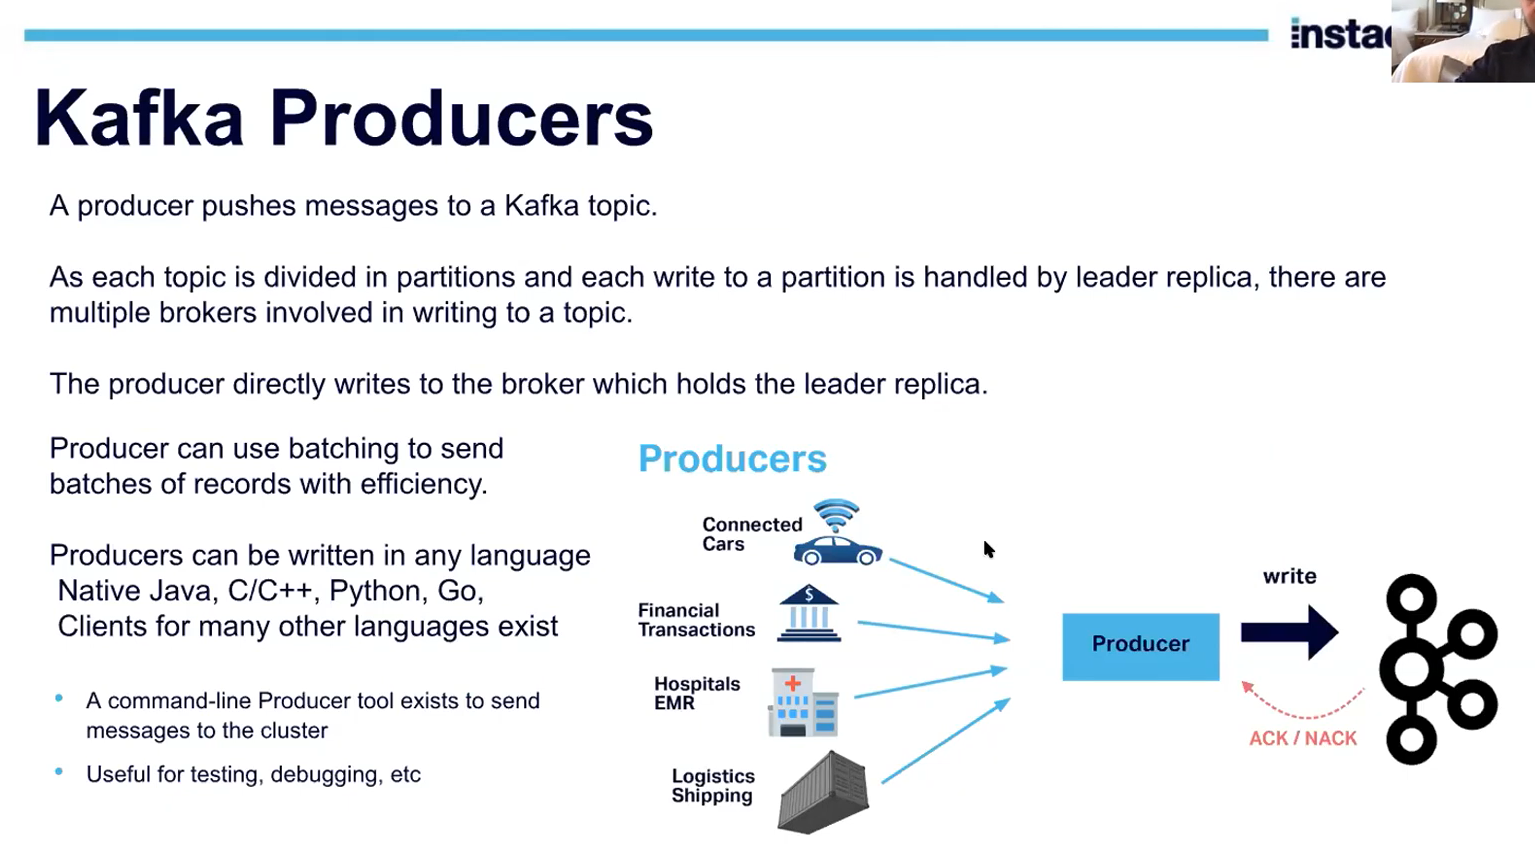 Kafka Producers
A producer pushes messages to a Kafka topic.
As each topic is divided in partitions and each write to a partition is handled by leader replica, there are
multiple brokers involved in writing to a topic.
The producer directly writes to the broker which holds the leader replica.
Producer can use batching to send
batches of records with efficiency.
Producers can be written in any language
Native Java, C/C++, Python, Go,
Clients for many other languages exist
• A command-line Producer tool exists to send
messages to the cluster
• Useful for testing, debugging, etc
Producers
Connected
Cars
Financial
Transactions
$
Hospitals
EMR
Logistics
Shipping
Producer
write
ACK / NACK